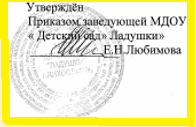 Утверждён
Приказом заведующей МДОУ
« Детский сад» Ладушки»
Е.Н.Любимова